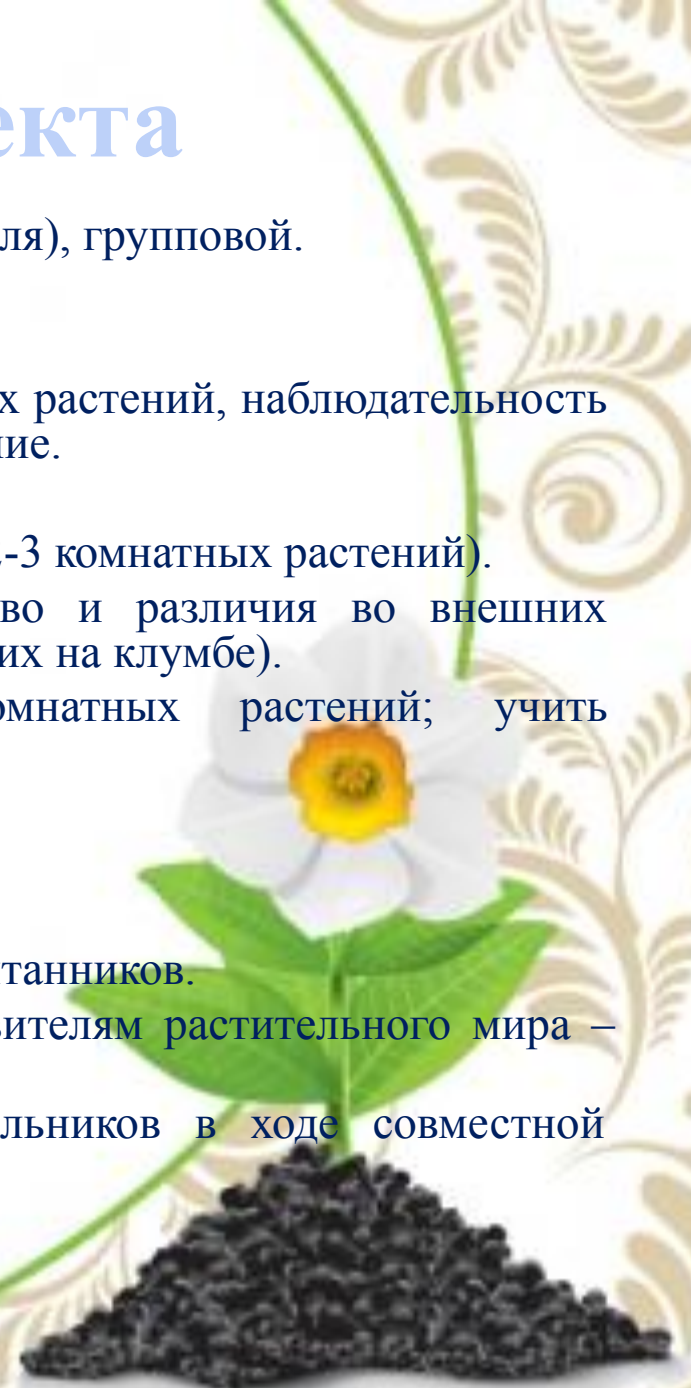 екта
ля), групповой.
х растений, наблюдательность
ие.
-3 комнатных растений).
во и различия во внешних
их на клумбе).
омнатных растений; учить
танников.
вителям растительного мира –
льников в ходе совместной